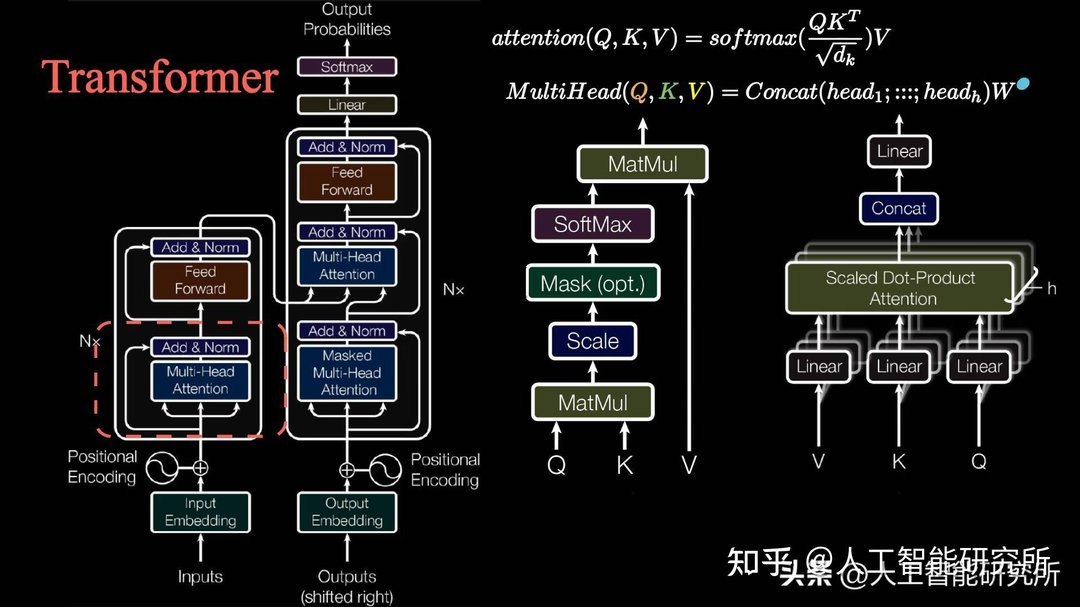 Transformer
Output
Probabilities
Softmax
Linear
Add & Norm
Feed
Forward
Add & Norm
Multi-Head
Attention
Add & Norm
Feed
Forward
N×
Add & Norm
Masked
Multi-Head
Attention
N×
Add & Norm
Multi-Head
Attention
Positional
Encoding
Positional
Encoding
Input
Embedding
Output
Embedding
Inputs
Outputs
(shifted right)
attention(Q, K, V) = softmax(\frac{QK^T}{\sqrt{d_k}})V
MultiHead(Q, K, V) = Concat(head_1; :::; head_h)W
MatMul
SoftMax
Mask (opt.)
Scale
MatMul
Q K V
Linear
Concat
Scaled Dot-Product
Attention
h
Linear Linear Linear
V K Q
知乎 @人工智能研究所
头条 @人工智能研究所